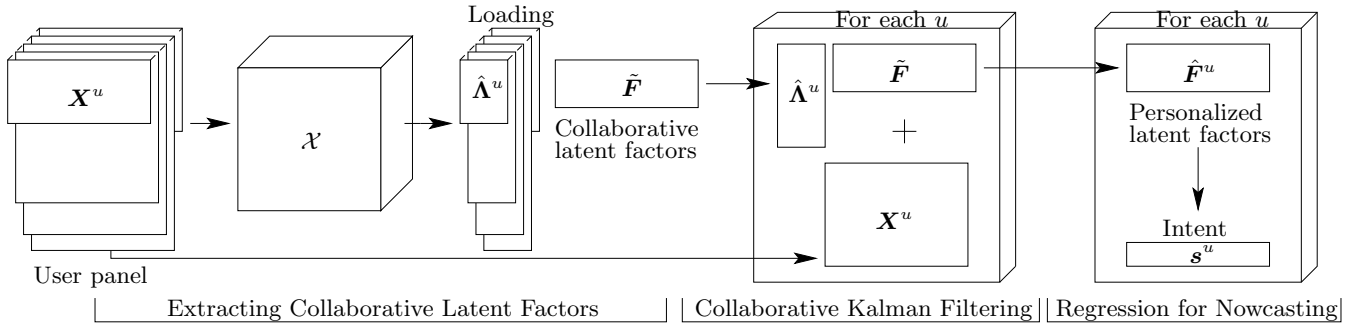 Loading
For each u
For each u
X^u
𝒳
Λ̂^u
F̃
Λ̂^u
F̃
F̂^u
Collaborative
latent factors
+
Personalized
latent factors
X^u
Intent
s^u
User panel
Extracting Collaborative Latent Factors
Collaborative Kalman Filtering
Regression for Nowcasting